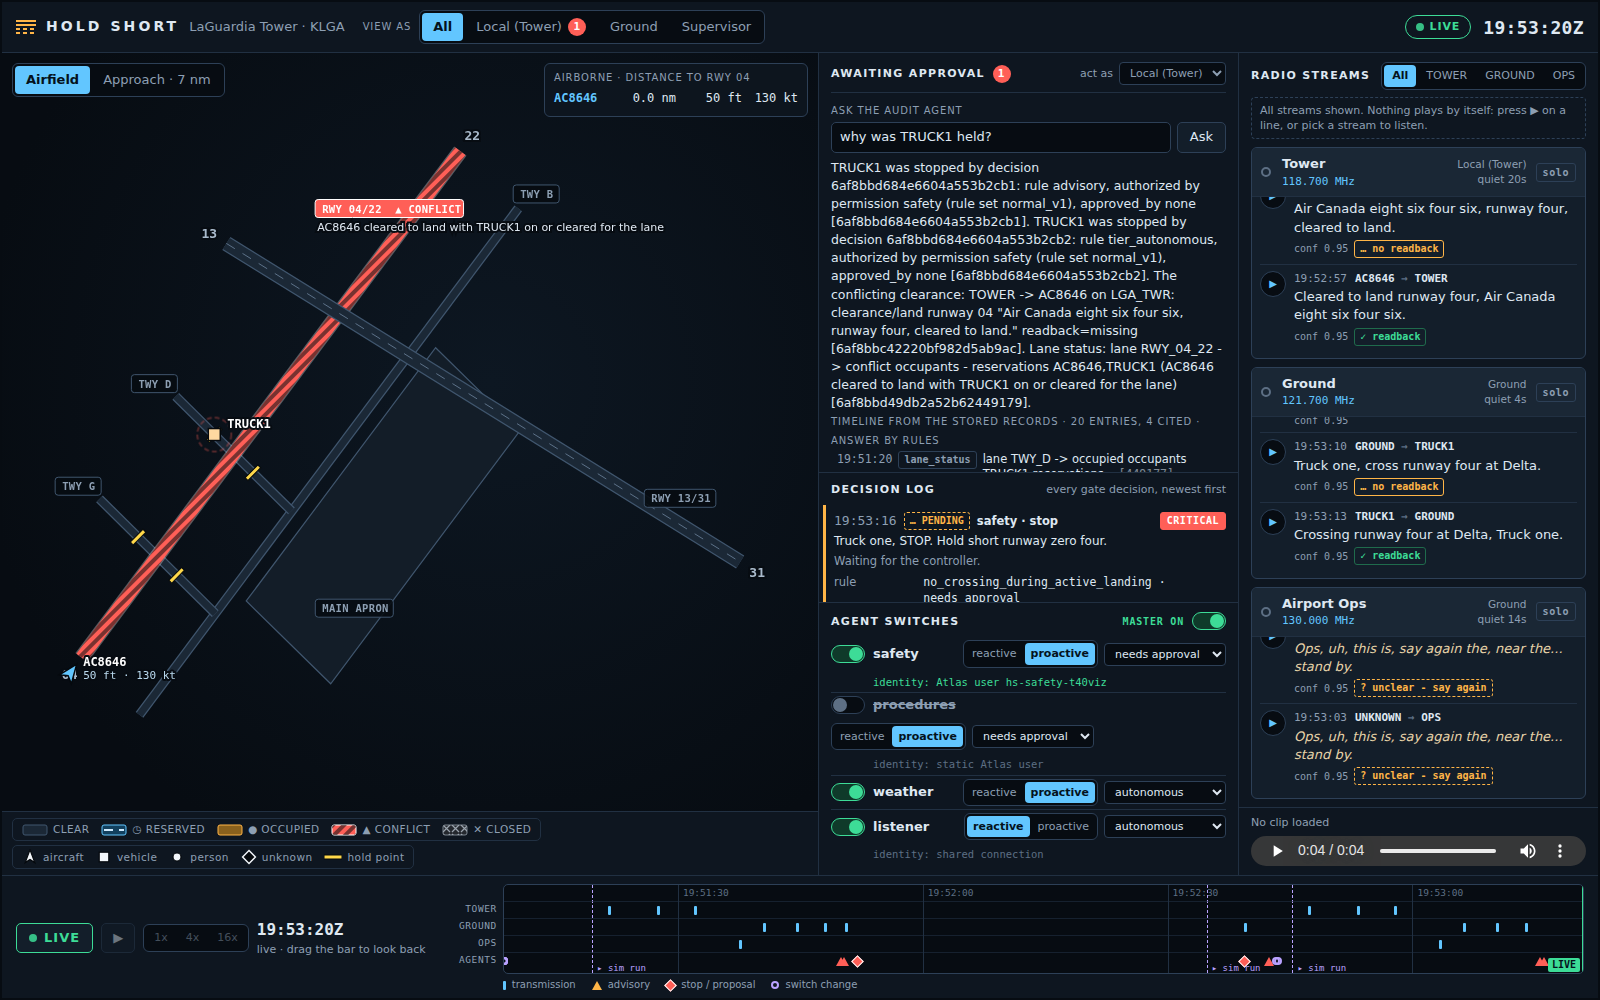 HOLD SHORT LaGuardia Tower · KLGA VIEW AS All Local (Tower) 1 Ground Supervisor LIVE 19:53:20Z
Airfield Approach · 7 nm
AIRBORNE · DISTANCE TO RWY 04
AC8646 0.0 nm 50 ft 130 kt
22
TWY B
RWY 04/22 ▲ CONFLICT
AC8646 cleared to land with TRUCK1 on or cleared for the lane
13
TWY D
TRUCK1
TWY G
RWY 13/31
31
MAIN APRON
AC8646
50 ft · 130 kt
CLEAR ◷ RESERVED ● OCCUPIED ▲ CONFLICT ✕ CLOSED
aircraft vehicle person unknown hold point
AWAITING APPROVAL 1 act as Local (Tower)
ASK THE AUDIT AGENT
why was TRUCK1 held? Ask
TRUCK1 was stopped by decision
6af8bbd684e6604a553b2cb1: rule advisory, authorized by
permission safety (rule set normal_v1), approved_by none
[6af8bbd684e6604a553b2cb1]. TRUCK1 was stopped by
decision 6af8bbd684e6604a553b2cb2: rule tier_autonomous,
authorized by permission safety (rule set normal_v1),
approved_by none [6af8bbd684e6604a553b2cb2]. The
conflicting clearance: TOWER -> AC8646 on LGA_TWR:
clearance/land runway 04 "Air Canada eight six four six,
runway four, cleared to land." readback=missing
[6af8bbc42220bf982d5ab9ac]. Lane status: lane RWY_04_22 -
> conflict occupants - reservations AC8646,TRUCK1 (AC8646
cleared to land with TRUCK1 on or cleared for the lane)
[6af8bbd49db2a52b62449179].
TIMELINE FROM THE STORED RECORDS · 20 ENTRIES, 4 CITED ·
ANSWER BY RULES
19:51:20 lane_status lane TWY_D -> occupied occupants
DECISION LOG every gate decision, newest first
19:53:16 … PENDING safety · stop CRITICAL
Truck one, STOP. Hold short runway zero four.
Waiting for the controller.
rule no_crossing_during_active_landing ·
needs approval
AGENT SWITCHES MASTER ON
safety reactive proactive needs approval
identity: Atlas user hs-safety-t40viz
procedures
reactive proactive needs approval
identity: static Atlas user
weather reactive proactive autonomous
listener reactive proactive autonomous
identity: shared connection
RADIO STREAMS All TOWER GROUND OPS
All streams shown. Nothing plays by itself: press ▶ on a
line, or pick a stream to listen.
Tower Local (Tower) solo
118.700 MHz quiet 20s
Air Canada eight six four six, runway four,
cleared to land.
conf 0.95 … no readback
19:52:57 AC8646 → TOWER
Cleared to land runway four, Air Canada
eight six four six.
conf 0.95 ✓ readback
Ground Ground solo
121.700 MHz quiet 4s
conf 0.95
19:53:10 GROUND → TRUCK1
Truck one, cross runway four at Delta.
conf 0.95 … no readback
19:53:13 TRUCK1 → GROUND
Crossing runway four at Delta, Truck one.
conf 0.95 ✓ readback
Airport Ops Ground solo
130.000 MHz quiet 14s
Ops, uh, this is, say again the, near the…
stand by.
conf 0.95 ? unclear - say again
19:53:03 UNKNOWN → OPS
Ops, uh, this is, say again the, near the…
stand by.
conf 0.95 ? unclear - say again
No clip loaded
0:04 / 0:04
LIVE ▶ 1x 4x 16x 19:53:20Z
live · drag the bar to look back
19:51:30 19:52:00 19:52:30 19:53:00
TOWER
GROUND
OPS
AGENTS
▸ sim run ▸ sim run ▸ sim run LIVE
transmission advisory stop / proposal switch change